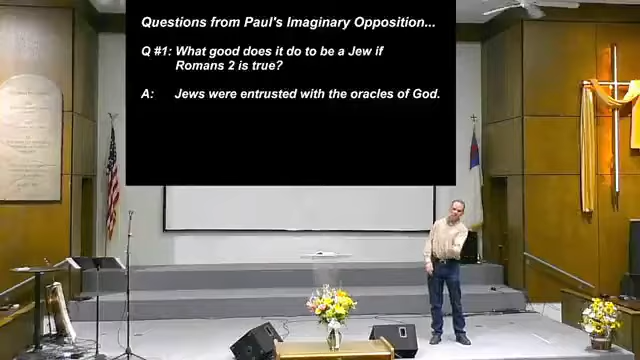 Questions from Paul's Imaginary Opposition...
Q #1: What good does it do to be a Jew if
Romans 2 is true?
A: Jews were entrusted with the oracles of God.